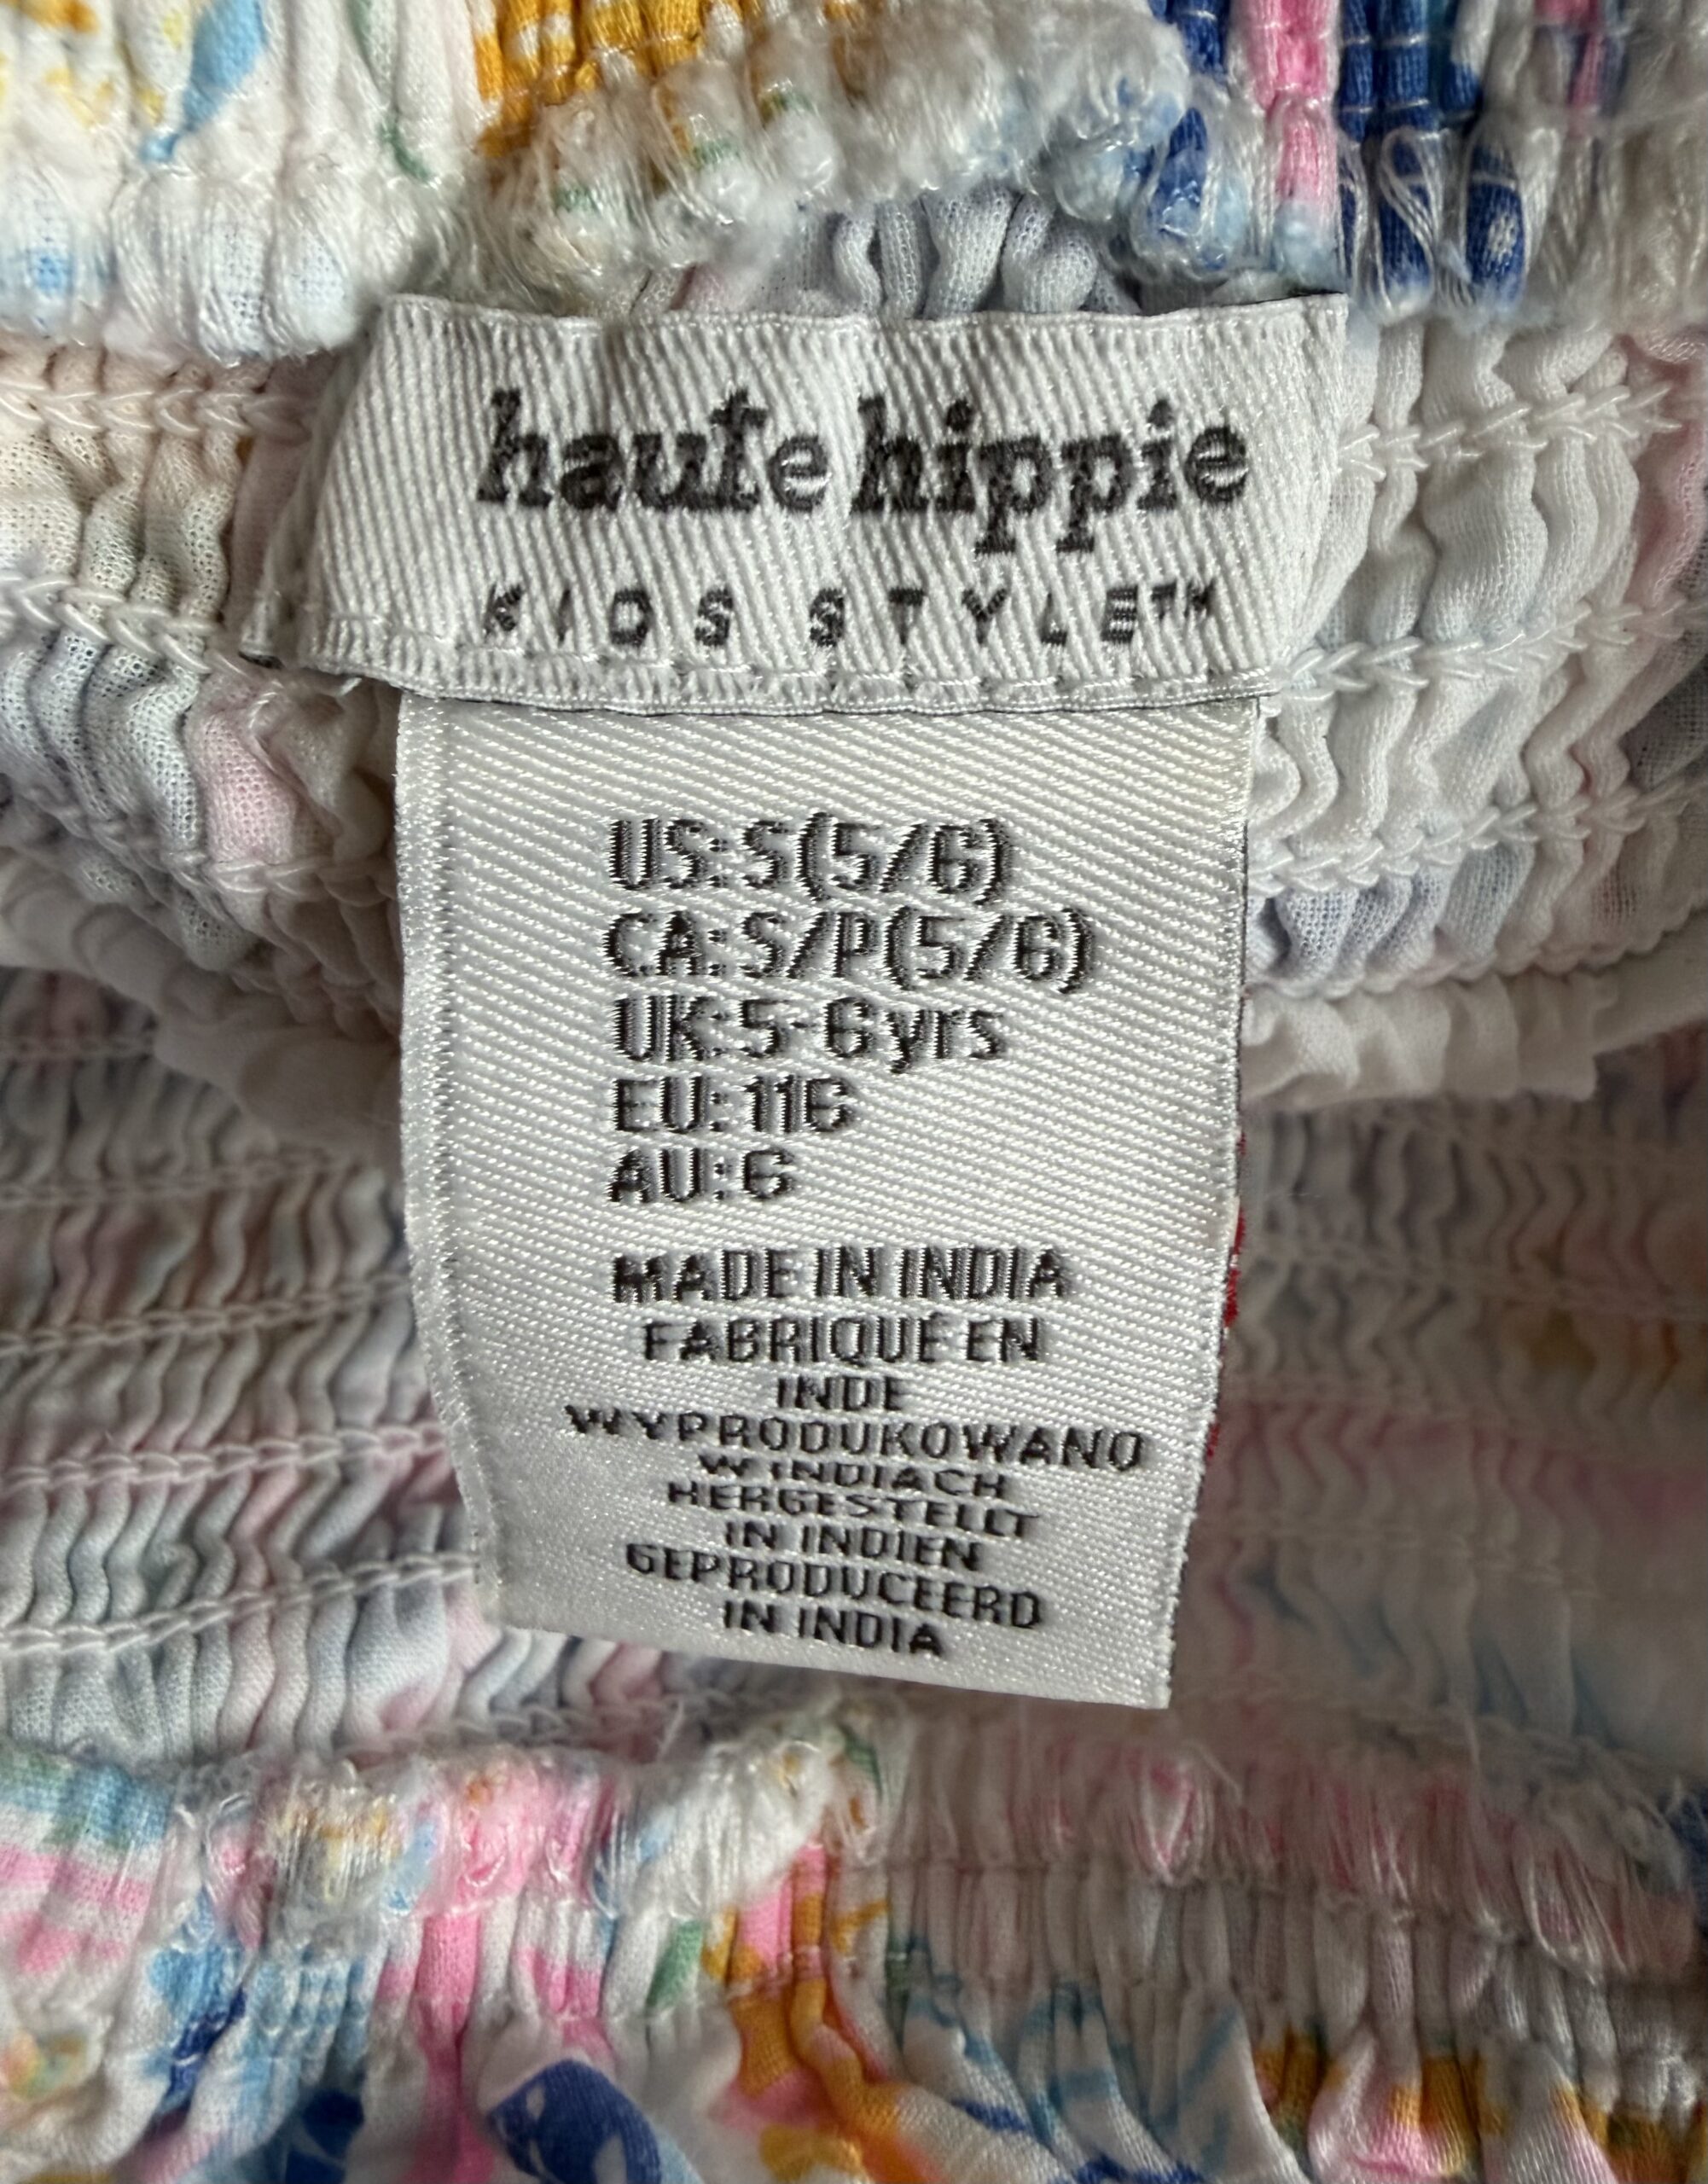 haute hippie
KIDS STYLE™
US: S(5/6)
CA: S/P(5/6)
UK: 5-6yrs
EU: 116
AU: 6
MADE IN INDIA
FABRIQUÉ EN
INDE
WYPRODUKOWANO
W INDIACH
HERGESTELLT
IN INDIEN
GEPRODUCEERD
IN INDIA